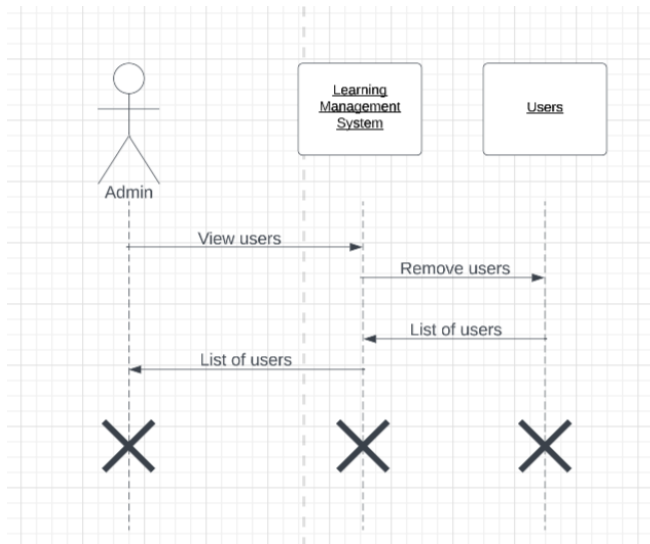 Learning
Management
System
Users
Admin
View users
Remove users
List of users
List of users